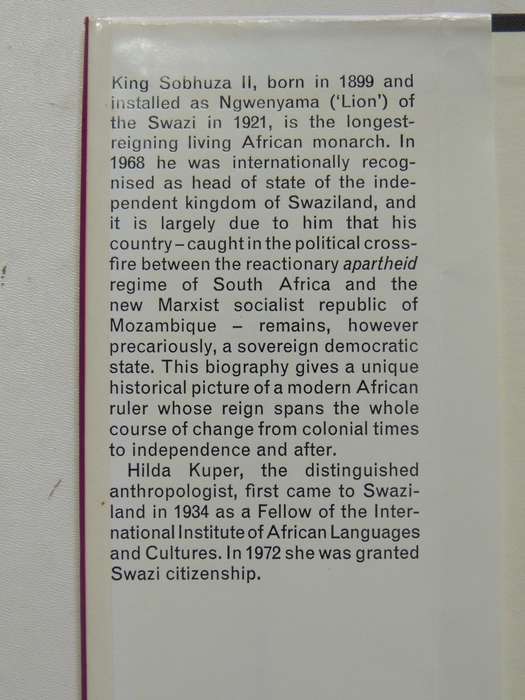 King Sobhuza II, born in 1899 and
installed as Ngwenyama (‘Lion’) of
the Swazi in 1921, is the longest-
reigning living African monarch. In
1968 he was internationally recog-
nised as head of state of the inde-
pendent kingdom of Swaziland, and
it is largely due to him that his
country – caught in the political cross-
fire between the reactionary apartheid
regime of South Africa and the
new Marxist socialist republic of
Mozambique – remains, however
precariously, a sovereign democratic
state. This biography gives a unique
historical picture of a modern African
ruler whose reign spans the whole
course of change from colonial times
to independence and after.
Hilda Kuper, the distinguished
anthropologist, first came to Swazi-
land in 1934 as a Fellow of the Inter-
national Institute of African Languages
and Cultures. In 1972 she was granted
Swazi citizenship.